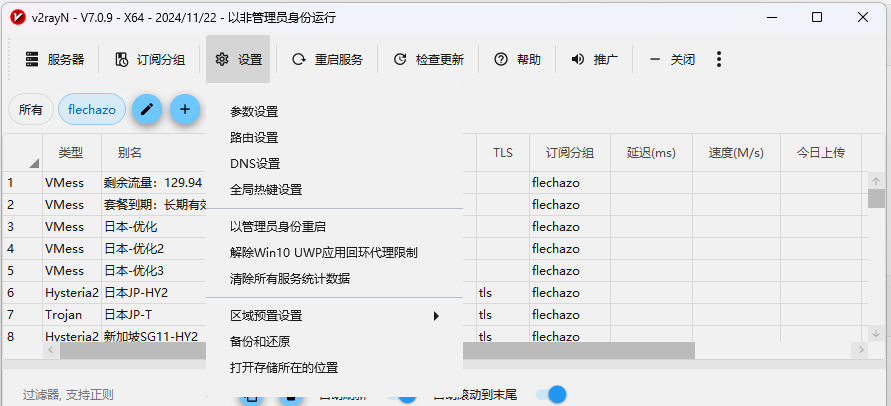 v2rayN - V7.0.9 - X64 - 2024/11/22 - 以非管理员身份运行
服务器 订阅分组 设置 重启服务 检查更新 帮助 推广 关闭
所有 flechazo
参数设置
路由设置
DNS设置
全局热键设置
以管理员身份重启
解除Win10 UWP应用回环代理限制
清除所有服务统计数据
区域预置设置
备份和还原
打开存储所在的位置
类型 别名 TLS 订阅分组 延迟(ms) 速度(M/s) 今日上传
1 VMess 剩余流量：129.94 flechazo
2 VMess 套餐到期：长期有效 flechazo
3 VMess 日本-优化 flechazo
4 VMess 日本-优化2 flechazo
5 VMess 日本-优化3 flechazo
6 Hysteria2 日本JP-HY2 tls flechazo
7 Trojan 日本JP-T tls flechazo
8 Hysteria2 新加坡SG11-HY2 tls flechazo
过滤器, 支持正则 自动滚动到末尾